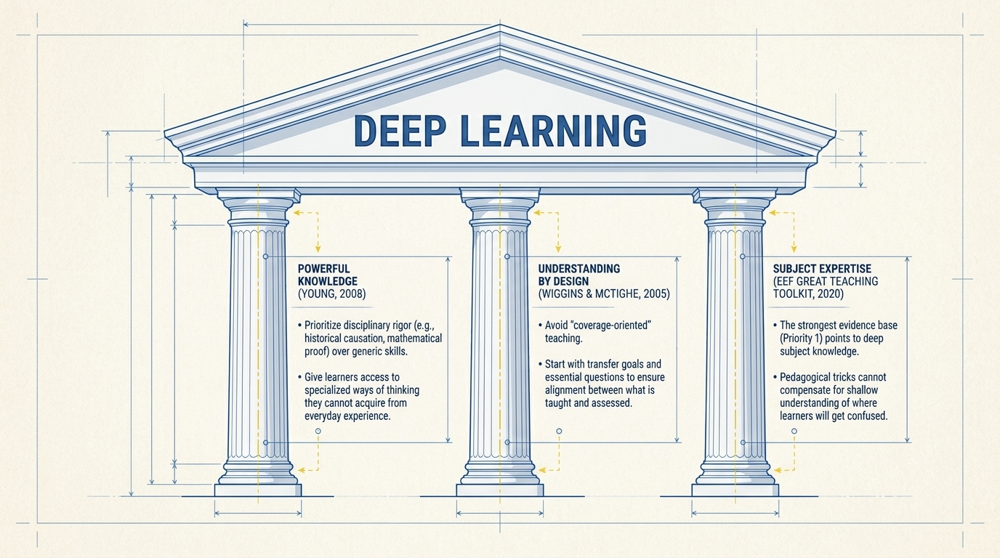 DEEP LEARNING
POWERFUL
KNOWLEDGE
(YOUNG, 2008)
• Prioritize disciplinary rigor (e.g.,
historical causation, mathematical
proof) over generic skills.
• Give learners access to
specialized ways of thinking
they cannot acquire from
everyday experience.
UNDERSTANDING
BY DESIGN
(WIGGINS & MCTIGHE, 2005)
• Avoid “coverage-oriented”
teaching.
• Start with transfer goals and
essential questions to ensure
alignment between what is
taught and assessed.
SUBJECT EXPERTISE
(EEF GREAT TEACHING
TOOLKIT, 2020)
• The strongest evidence base
(Priority 1) points to deep
subject knowledge.
• Pedagogical tricks cannot
compensate for shallow
understanding of where
learners will get confused.